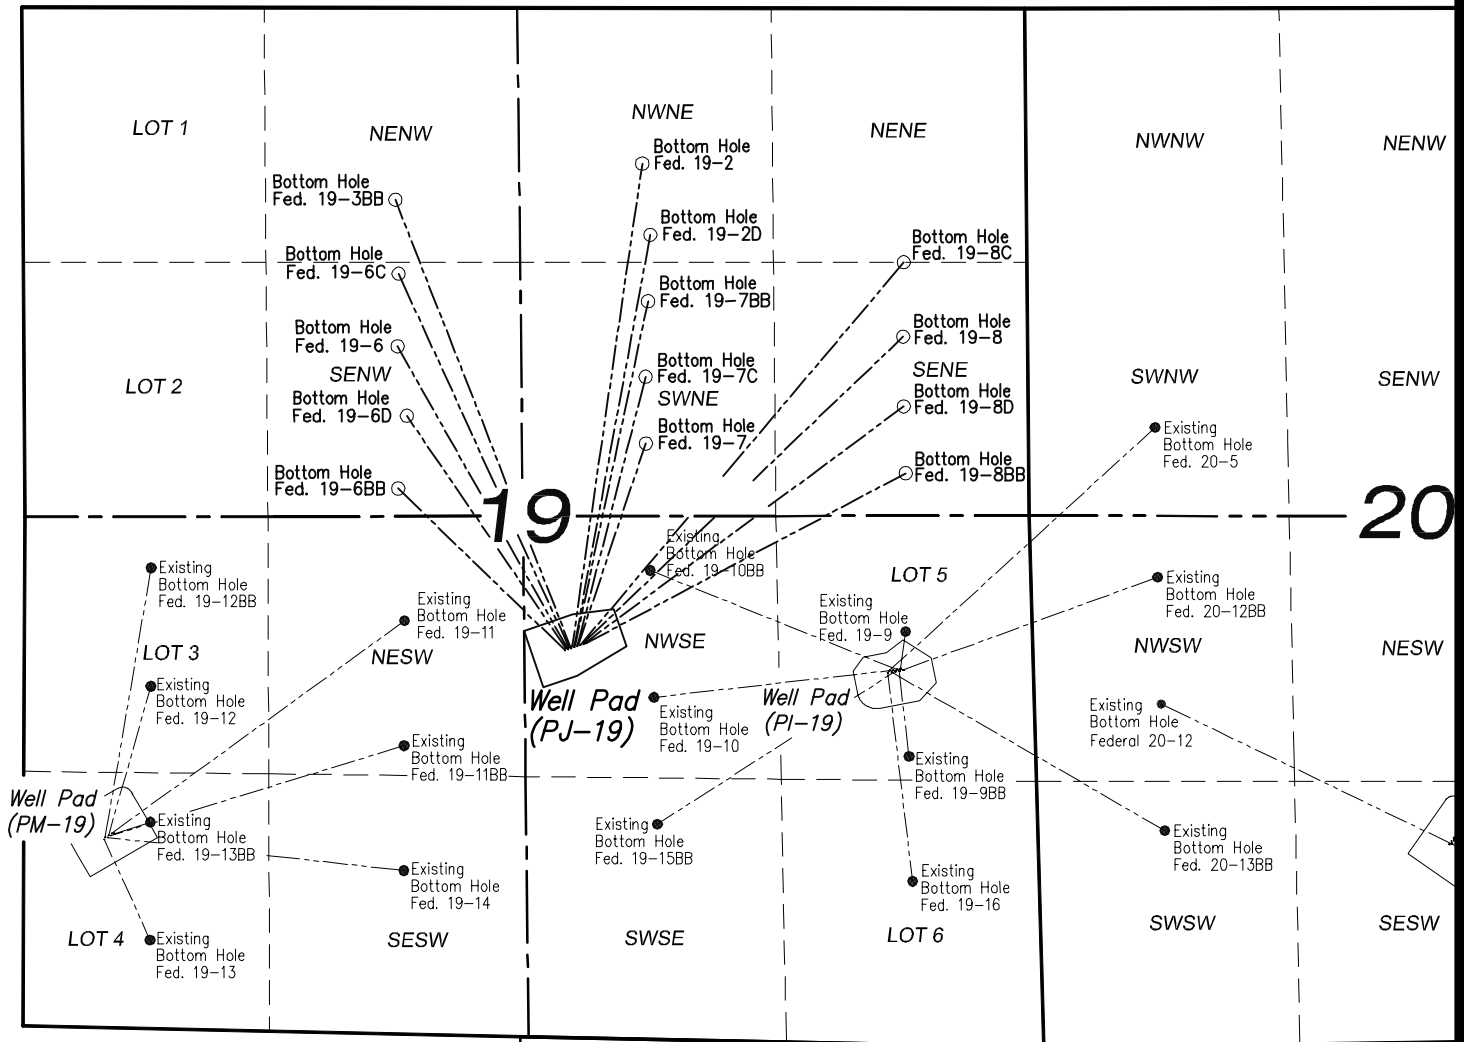 LOT 1
NENW
NWNE
NENE
NWNW
NENW
Bottom Hole
Fed. 19-2
Bottom Hole
Fed. 19-3BB
Bottom Hole
Fed. 19-2D
Bottom Hole
Fed. 19-8C
Bottom Hole
Fed. 19-6C
Bottom Hole
Fed. 19-7BB
Bottom Hole
Fed. 19-6
Bottom Hole
Fed. 19-8
LOT 2
SENW
Bottom Hole
Fed. 19-7C
SWNE
SENE
SWNW
SENW
Bottom Hole
Fed. 19-6D
Bottom Hole
Fed. 19-8D
Bottom Hole
Fed. 19-7
Existing
Bottom Hole
Fed. 20-5
Bottom Hole
Fed. 19-6BB
Bottom Hole
Fed. 19-8BB
19
20
Existing
Bottom Hole
Fed. 19-10BB
Existing
Bottom Hole
Fed. 19-12BB
LOT 5
Existing
Bottom Hole
Fed. 20-12BB
Existing
Bottom Hole
Fed. 19-11
Existing
Bottom Hole
Fed. 19-9
LOT 3
NESW
NWSE
NWSW
NESW
Existing
Bottom Hole
Fed. 19-12
Well Pad
(PJ-19)
Existing
Bottom Hole
Fed. 19-10
Well Pad
(PI-19)
Existing
Bottom Hole
Federal 20-12
Existing
Bottom Hole
Fed. 19-11BB
Existing
Bottom Hole
Fed. 19-9BB
Well Pad
(PM-19)
Existing
Bottom Hole
Fed. 19-13BB
Existing
Bottom Hole
Fed. 19-15BB
Existing
Bottom Hole
Fed. 20-13BB
Existing
Bottom Hole
Fed. 19-14
Existing
Bottom Hole
Fed. 19-16
LOT 4
Existing
Bottom Hole
Fed. 19-13
SESW
SWSE
LOT 6
SWSW
SESW